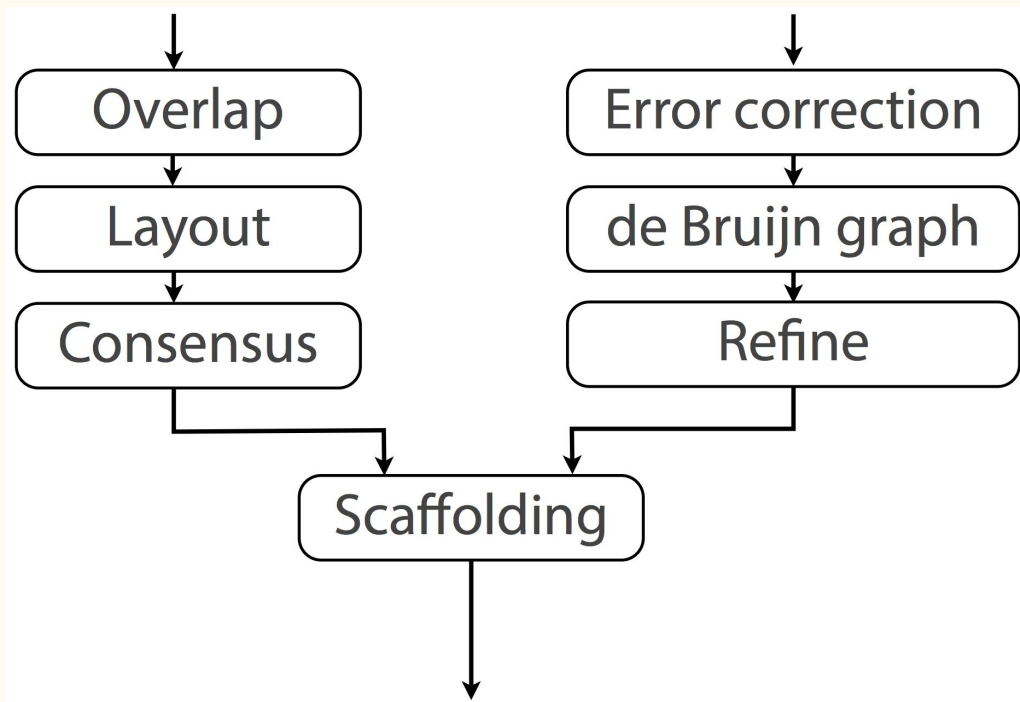 Overlap
Layout
Consensus
Error correction
de Bruijn graph
Refine
Scaffolding